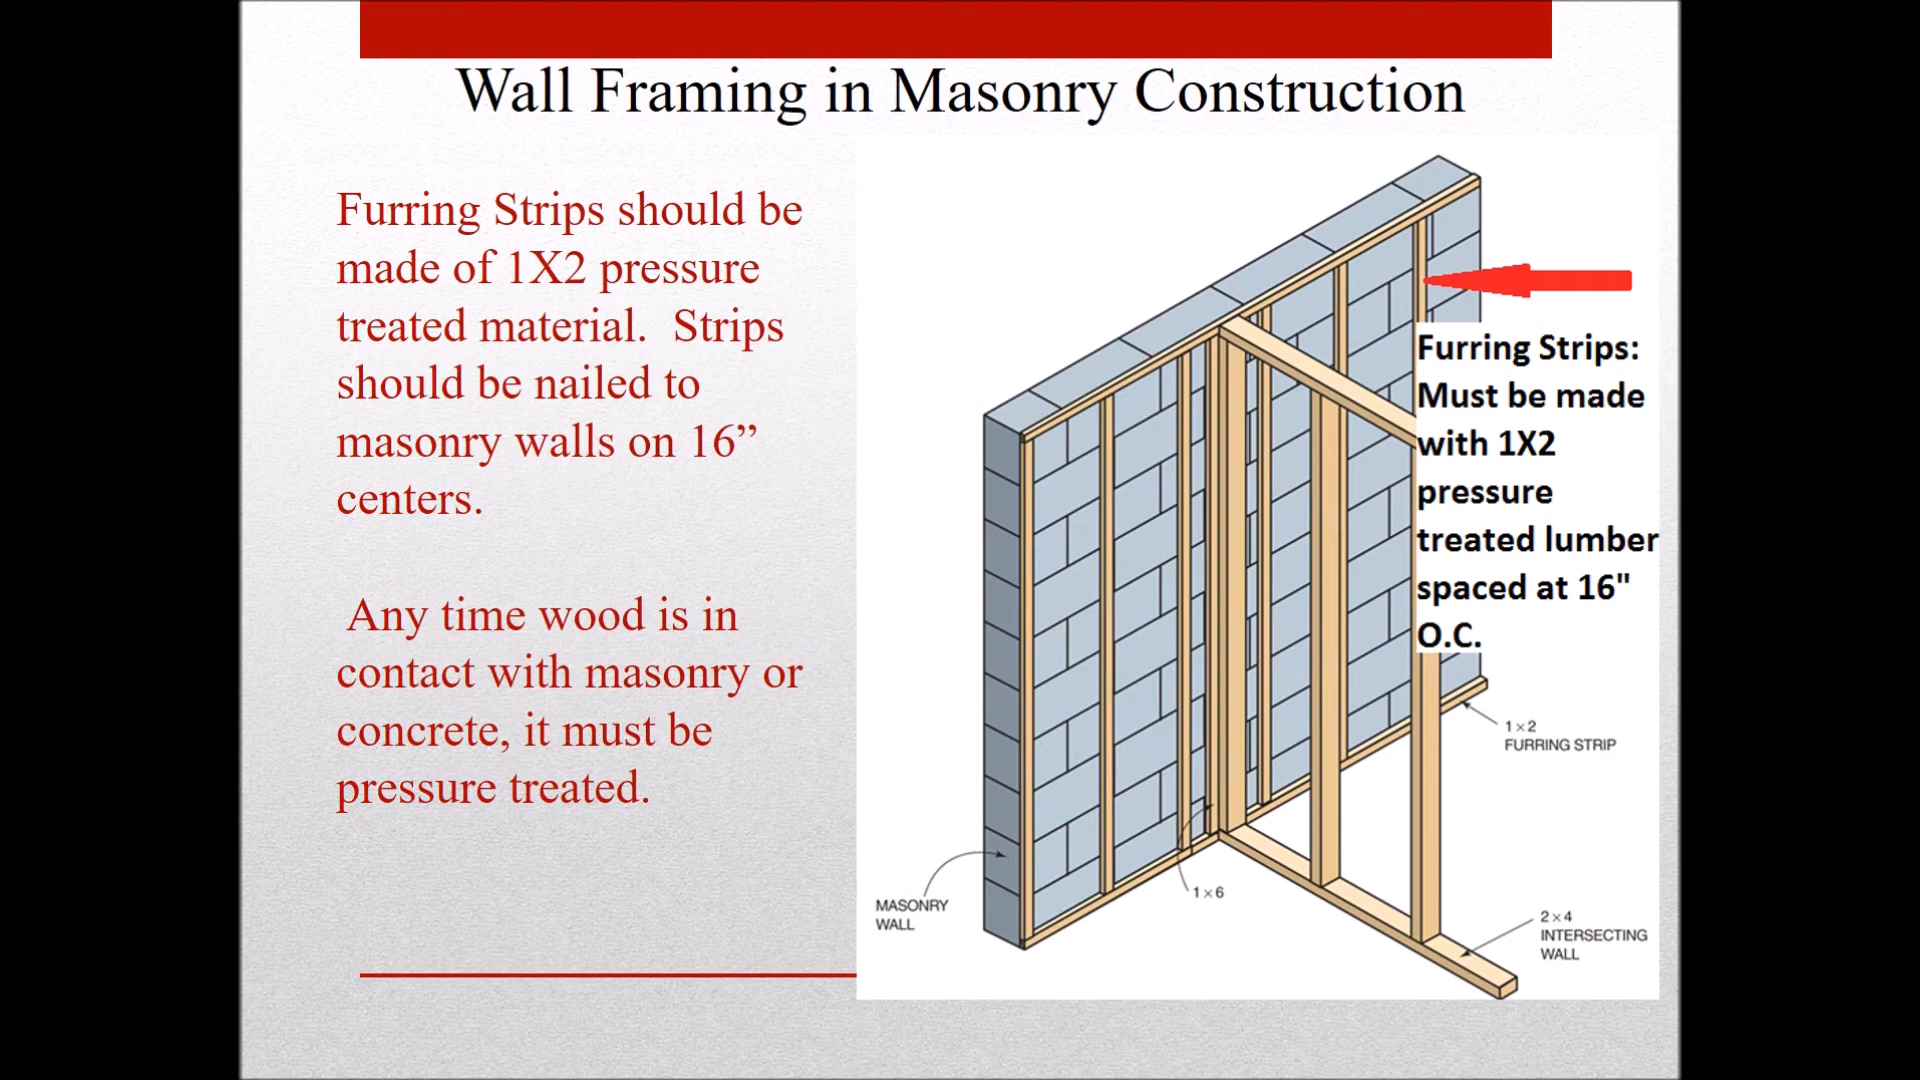 Wall Framing in Masonry Construction
Furring Strips should be
made of 1X2 pressure
treated material.  Strips
should be nailed to
masonry walls on 16”
centers.
Any time wood is in
contact with masonry or
concrete, it must be
pressure treated.
Furring Strips:
Must be made
with 1X2
pressure
treated lumber
spaced at 16"
O.C.
1×2
FURRING STRIP
1×6
MASONRY
WALL
2×4
INTERSECTING
WALL